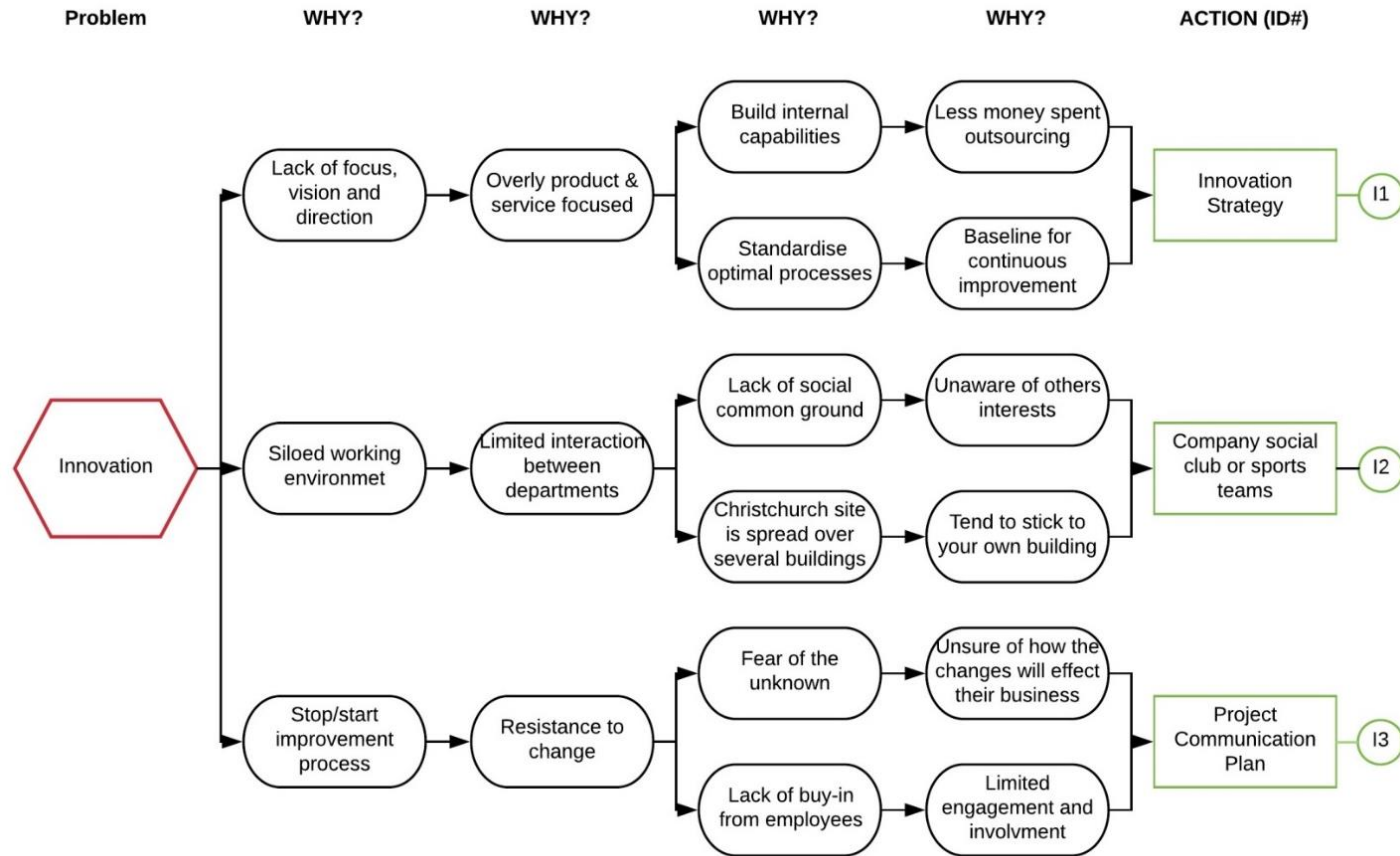 Problem
WHY?
WHY?
WHY?
WHY?
ACTION (ID#)
Innovation
Lack of focus,
vision and
direction
Overly product &
service focused
Build internal
capabilities
Less money spent
outsourcing
Standardise
optimal processes
Baseline for
continuous
improvement
Innovation
Strategy
I1
Siloed working
environmet
Limited interaction
between
departments
Lack of social
common ground
Unaware of others
interests
Christchurch site
is spread over
several buildings
Tend to stick to
your own building
Company social
club or sports
teams
I2
Stop/start
improvement
process
Resistance to
change
Fear of the
unknown
Unsure of how the
changes will effect
their business
Lack of buy-in
from employees
Limited
engagement and
involvment
Project
Communication
Plan
I3